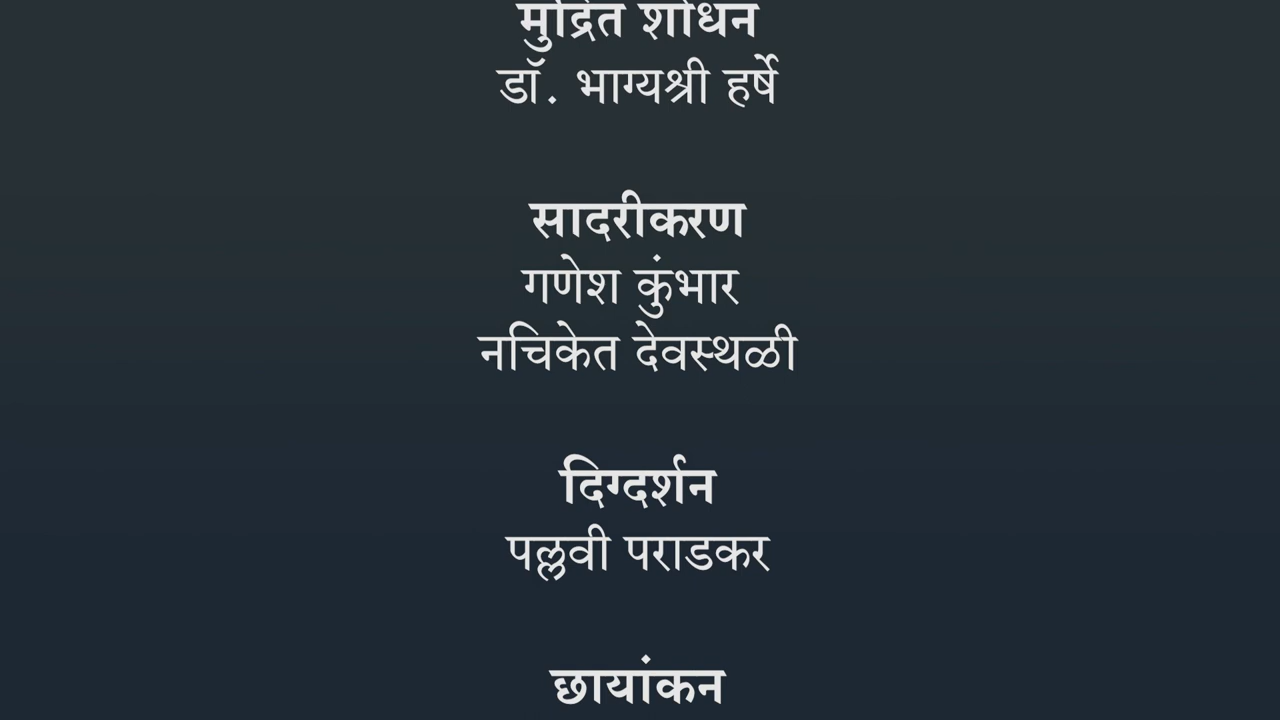 मुद्रित शोधन
डॉ. भाग्यश्री हर्षे
सादरीकरण
गणेश कुंभार
नचिकेत देवस्थळी
दिग्दर्शन
पल्लवी पराडकर
छायांकन